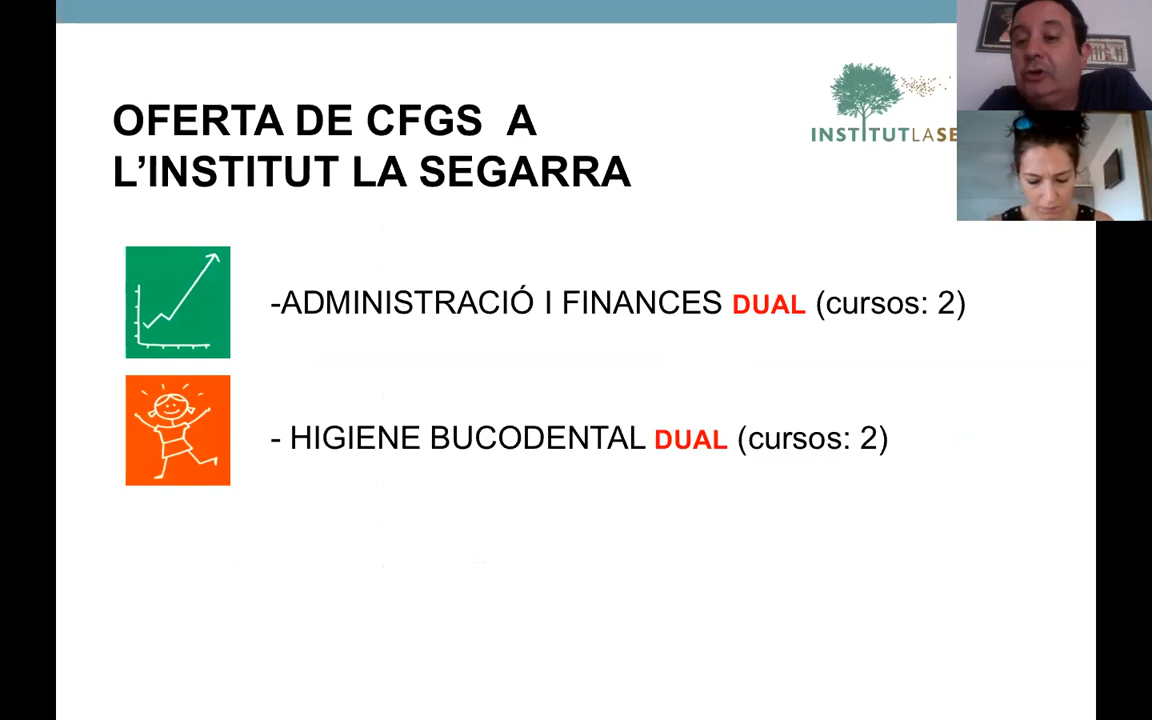 OFERTA DE CFGS A
L'INSTITUT LA SEGARRA
INSTITUTLASE
-ADMINISTRACIÓ I FINANCES DUAL (cursos: 2)
- HIGIENE BUCODENTAL DUAL (cursos: 2)